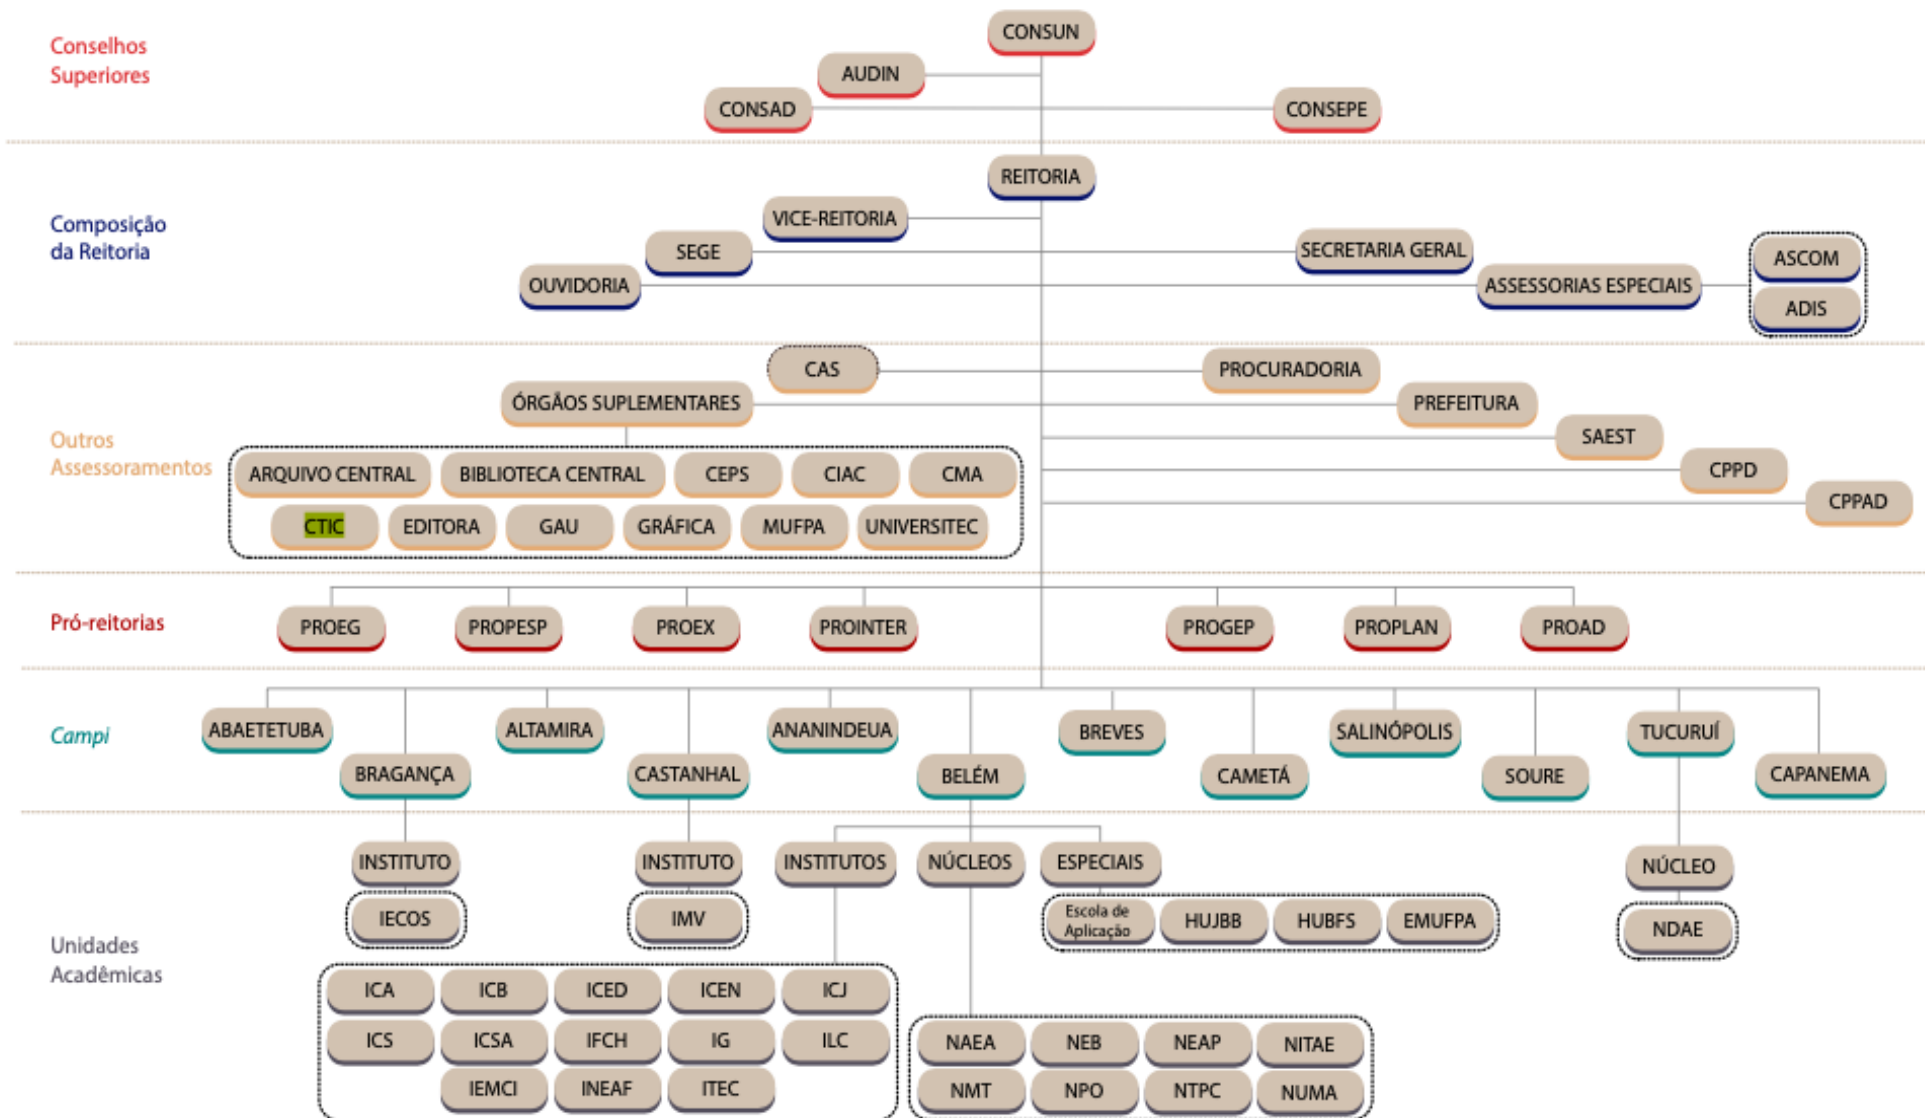 CONSUN
Conselhos
Superiores
AUDIN
CONSAD
CONSEPE
REITORIA
Composição
da Reitoria
VICE-REITORIA
SEGE
SECRETARIA GERAL
ASCOM
OUVIDORIA
ASSESSORIAS ESPECIAIS
ADIS
CAS
PROCURADORIA
ÓRGÃOS SUPLEMENTARES
PREFEITURA
Outros
Assessoramentos
SAEST
ARQUIVO CENTRAL
BIBLIOTECA CENTRAL
CEPS
CIAC
CMA
CPPD
CPPAD
CTIC
EDITORA
GAU
GRÁFICA
MUFPA
UNIVERSITEC
Pró-reitorias
PROEG
PROPESP
PROEX
PROINTER
PROGEP
PROPLAN
PROAD
Campi
ABAETETUBA
ALTAMIRA
ANANINDEUA
BREVES
SALINÓPOLIS
TUCURUÍ
BRAGANÇA
CASTANHAL
BELÉM
CAMETÁ
SOURE
CAPANEMA
INSTITUTO
INSTITUTO
INSTITUTOS
NÚCLEOS
ESPECIAIS
NÚCLEO
IECOS
IMV
Escola de
Aplicação
HUJBB
HUBFS
EMUFPA
NDAE
Unidades
Acadêmicas
ICA
ICB
ICED
ICEN
ICJ
ICS
ICSA
IFCH
IG
ILC
IEMCI
INEAF
ITEC
NAEA
NEB
NEAP
NITAE
NMT
NPO
NTPC
NUMA